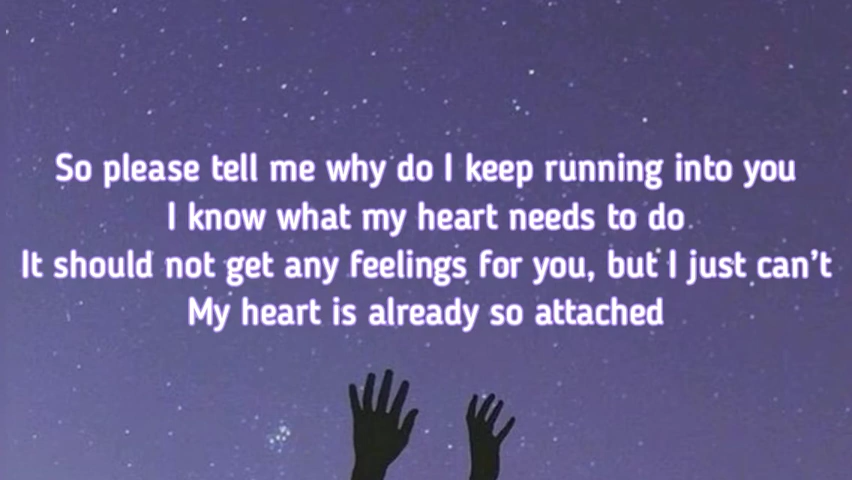 So please tell me why do I keep running into you
I know what my heart needs to do
It should not get any feelings for you, but I just can't
My heart is already so attached